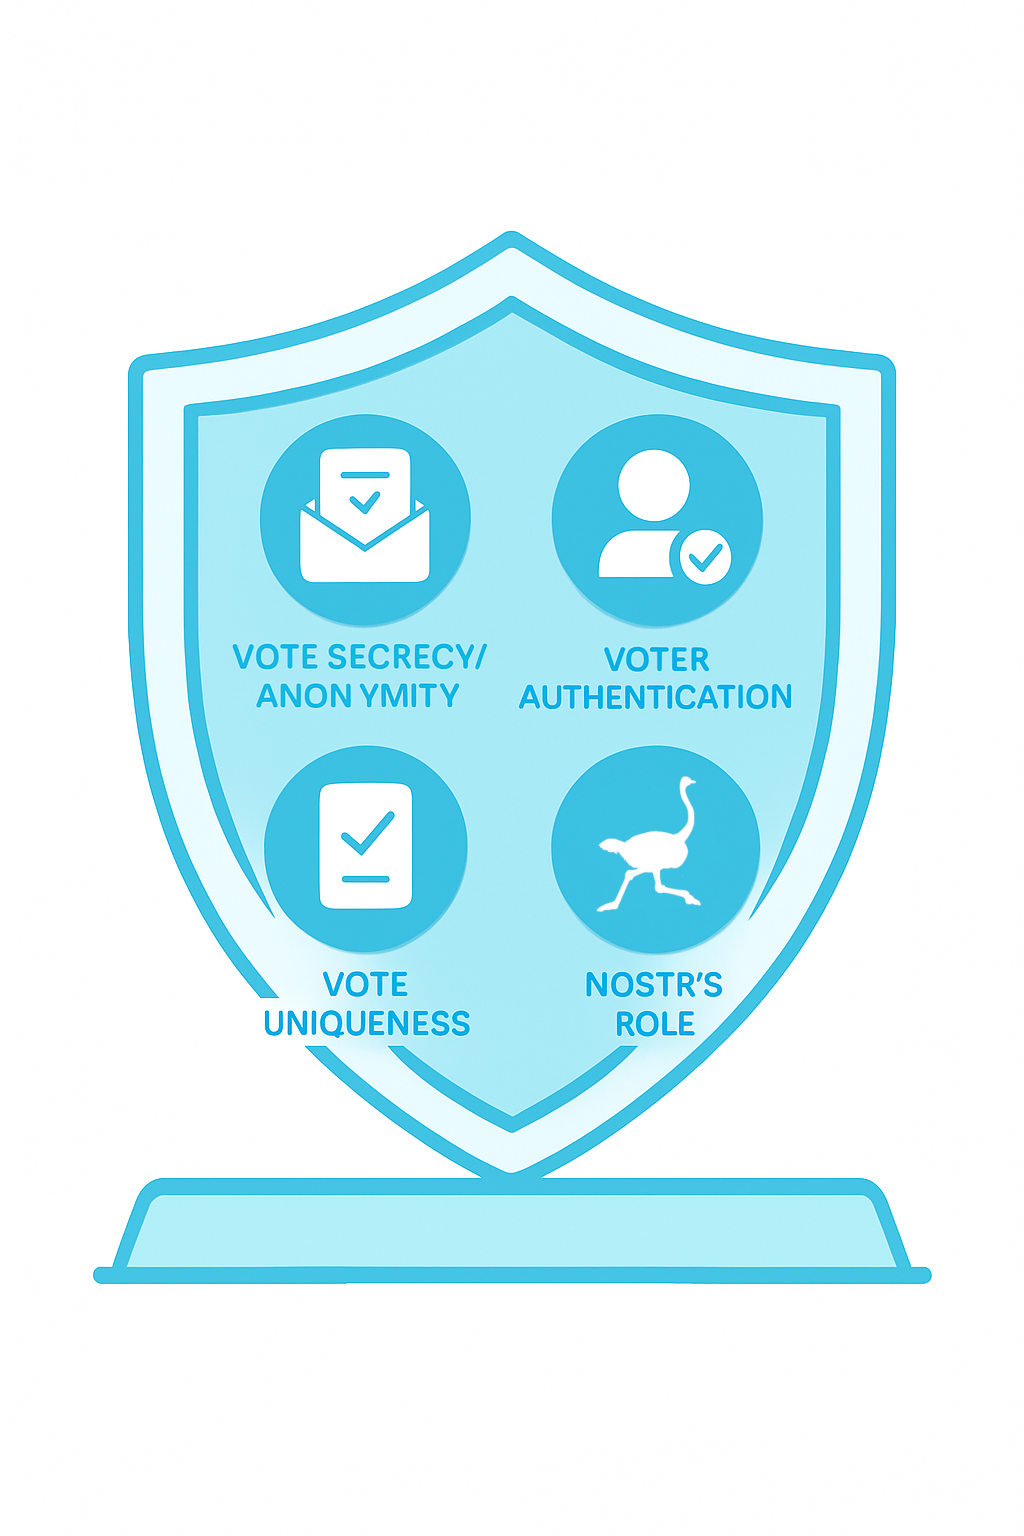 VOTE SECRECY/
ANON YMITY
VOTER
AUTHENTICATION
VOTE
UNIQUENESS
NOSTR'S
ROLE